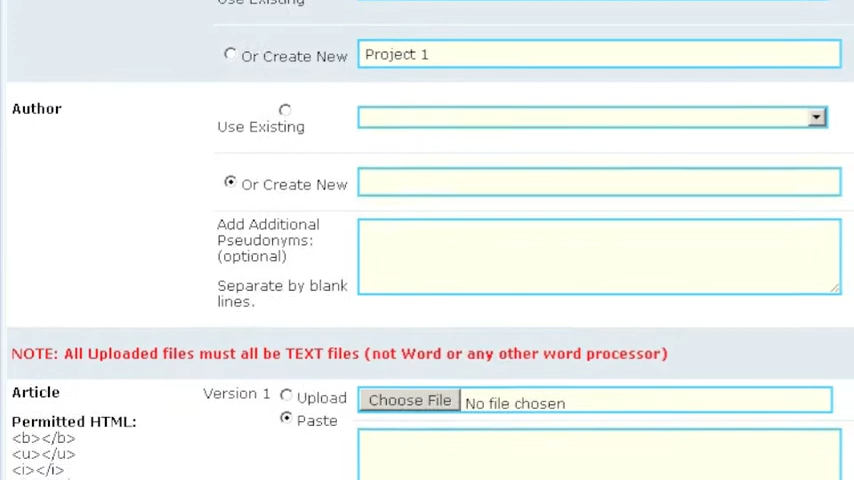 Use Existing
Or Create New
Project 1
Author
Use Existing
Or Create New
Add Additional
Pseudonyms:
(optional)
Separate by blank
lines.
NOTE: All Uploaded files must all be TEXT files (not Word or any other word processor)
Article
Version 1
Upload
Choose File No file chosen
Paste
Permitted HTML:
<b></b>
<u></u>
<i></i>